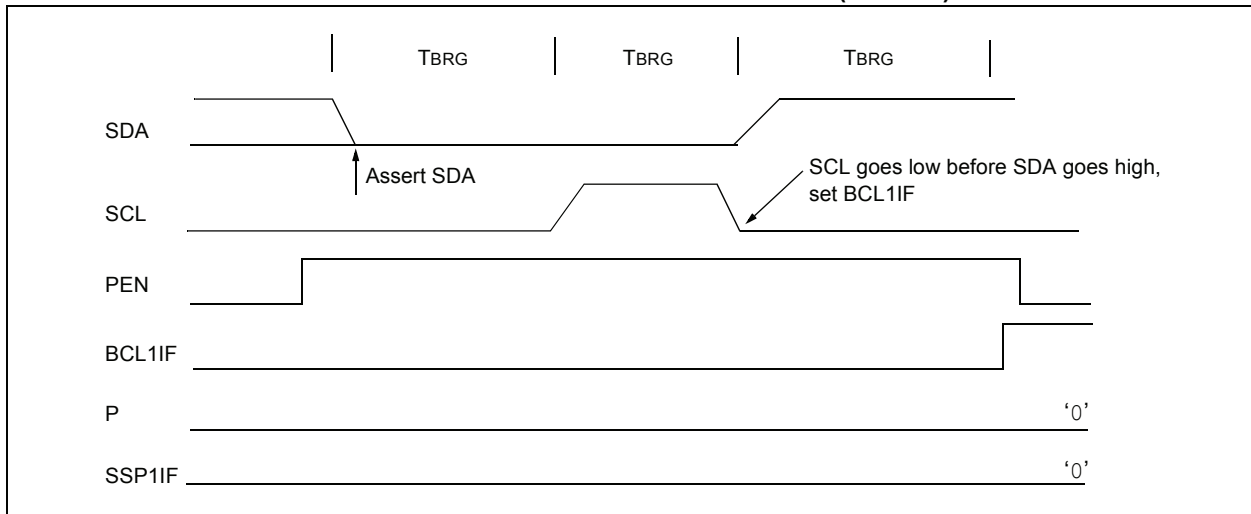 TBRG TBRG TBRG
SDA
Assert SDA
SCL goes low before SDA goes high,
set BCL1IF
SCL
PEN
BCL1IF
P ‘0’
SSP1IF ‘0’